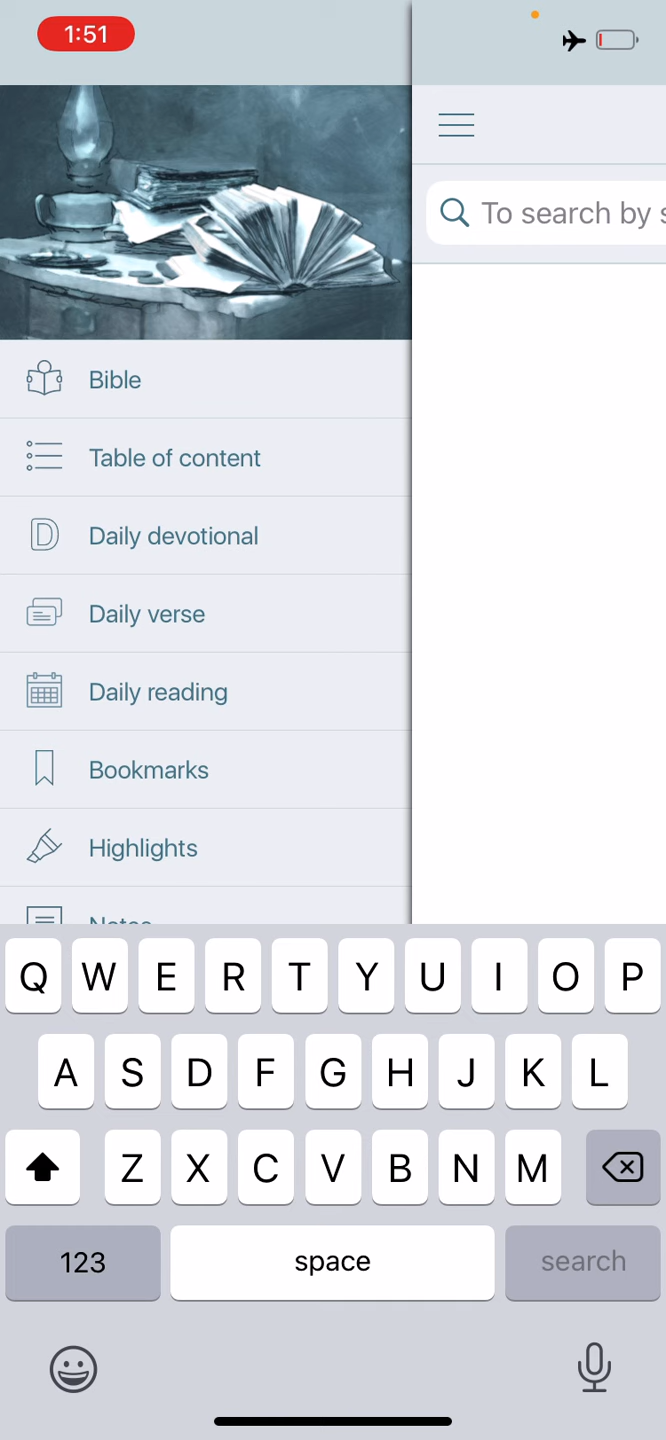 1:51
To search by s
Bible
Table of content
Daily devotional
Daily verse
Daily reading
Bookmarks
Highlights
Notes
Q W E R T Y U I O P
A S D F G H J K L
Z X C V B N M
123 space search